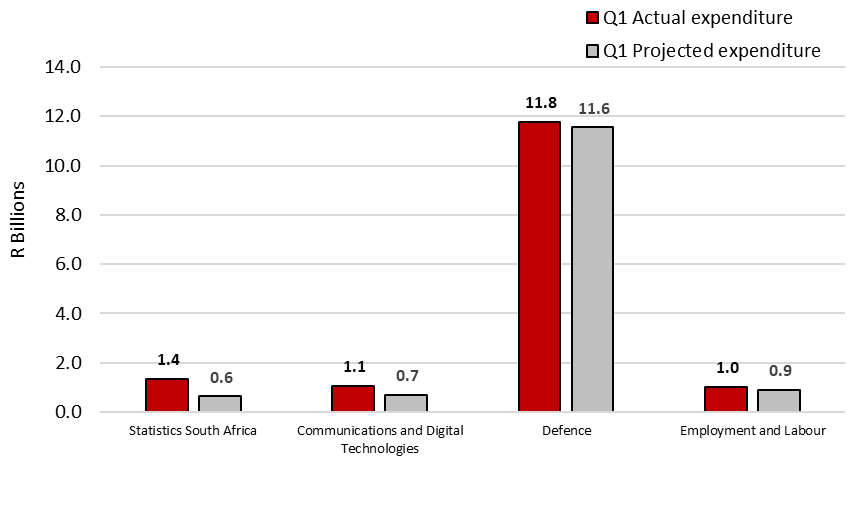 Q1 Actual expenditure
Q1 Projected expenditure
R Billions
14.0
12.0
10.0
8.0
6.0
4.0
2.0
0.0
1.4
0.6
1.1
0.7
11.8
11.6
1.0
0.9
Statistics South Africa
Communications and Digital
Technologies
Defence
Employment and Labour